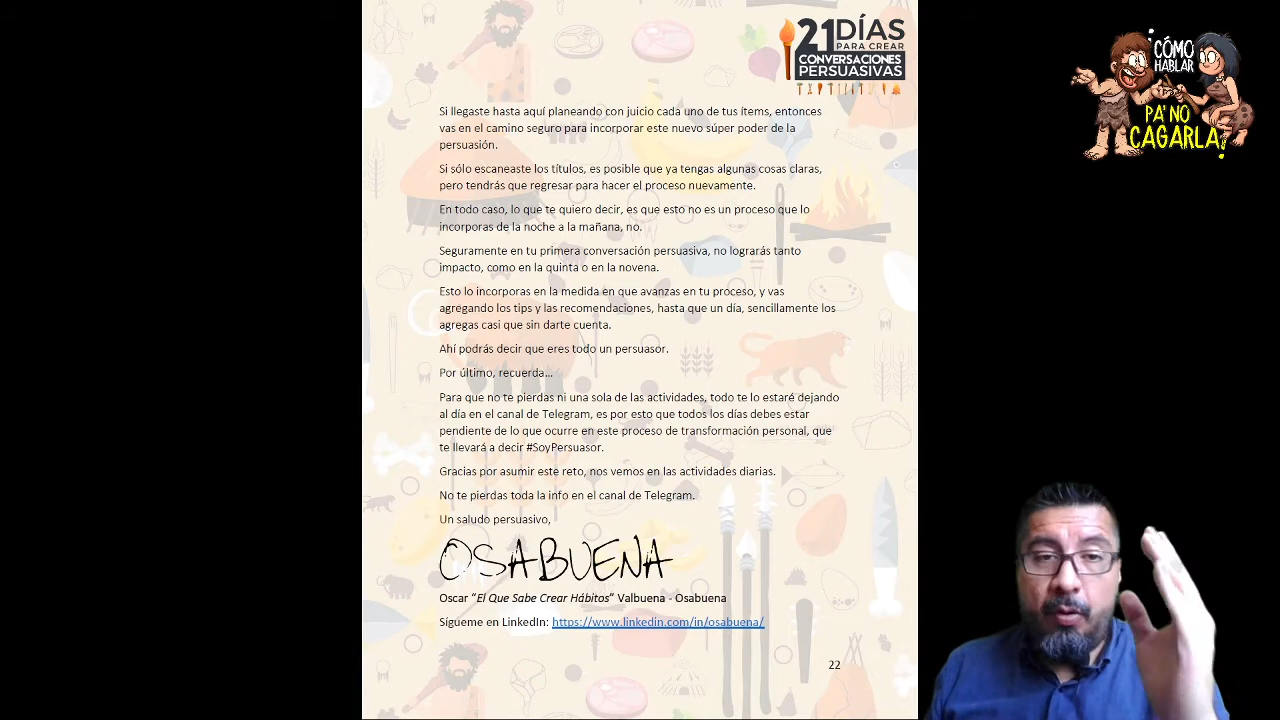 21 DÍAS
PARA CREAR
CONVERSACIONES
PERSUASIVAS
¡CÓMO
HABLAR
PA' NO
CAGARLA!
Si llegaste hasta aquí planeando con juicio cada uno de tus ítems, entonces
vas en el camino seguro para incorporar este nuevo súper poder de la
persuasión.
Si sólo escaneaste los títulos, es posible que ya tengas algunas cosas claras,
pero tendrás que regresar para hacer el proceso nuevamente.
En todo caso, lo que te quiero decir, es que esto no es un proceso que lo
incorporas de la noche a la mañana, no.
Seguramente en tu primera conversación persuasiva, no lograrás tanto
impacto, como en la quinta o en la novena.
Esto lo incorporas en la medida en que avanzas en tu proceso, y vas
agregando los tips y las recomendaciones, hasta que un día, sencillamente los
agregas casi que sin darte cuenta.
Ahí podrás decir que eres todo un persuasor.
Por último, recuerda…
Para que no te pierdas ni una sola de las actividades, todo te lo estaré dejando
al día en el canal de Telegram, es por esto que todos los días debes estar
pendiente de lo que ocurre en este proceso de transformación personal, que
te llevará a decir #SoyPersuasor.
Gracias por asumir este reto, nos vemos en las actividades diarias.
No te pierdas toda la info en el canal de Telegram.
Un saludo persuasivo,
OSABUENA
Oscar “El Que Sabe Crear Hábitos” Valbuena - Osabuena
Sígueme en LinkedIn: https://www.linkedin.com/in/osabuena/
22